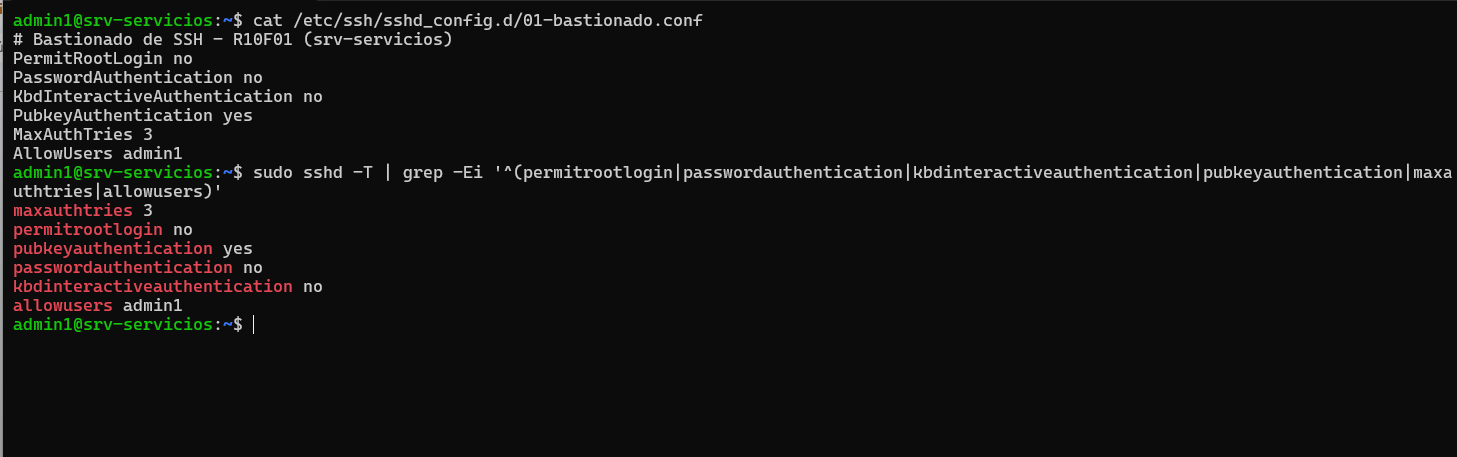 admin1@srv-servicios:~$ cat /etc/ssh/sshd_config.d/01-bastionado.conf
# Bastionado de SSH - R10F01 (srv-servicios)
PermitRootLogin no
PasswordAuthentication no
KbdInteractiveAuthentication no
PubkeyAuthentication yes
MaxAuthTries 3
AllowUsers admin1
admin1@srv-servicios:~$ sudo sshd -T | grep -Ei '^(permitrootlogin|passwordauthentication|kbdinteractiveauthentication|pubkeyauthentication|maxa
uthtries|allowusers)'
maxauthtries 3
permitrootlogin no
pubkeyauthentication yes
passwordauthentication no
kbdinteractiveauthentication no
allowusers admin1
admin1@srv-servicios:~$